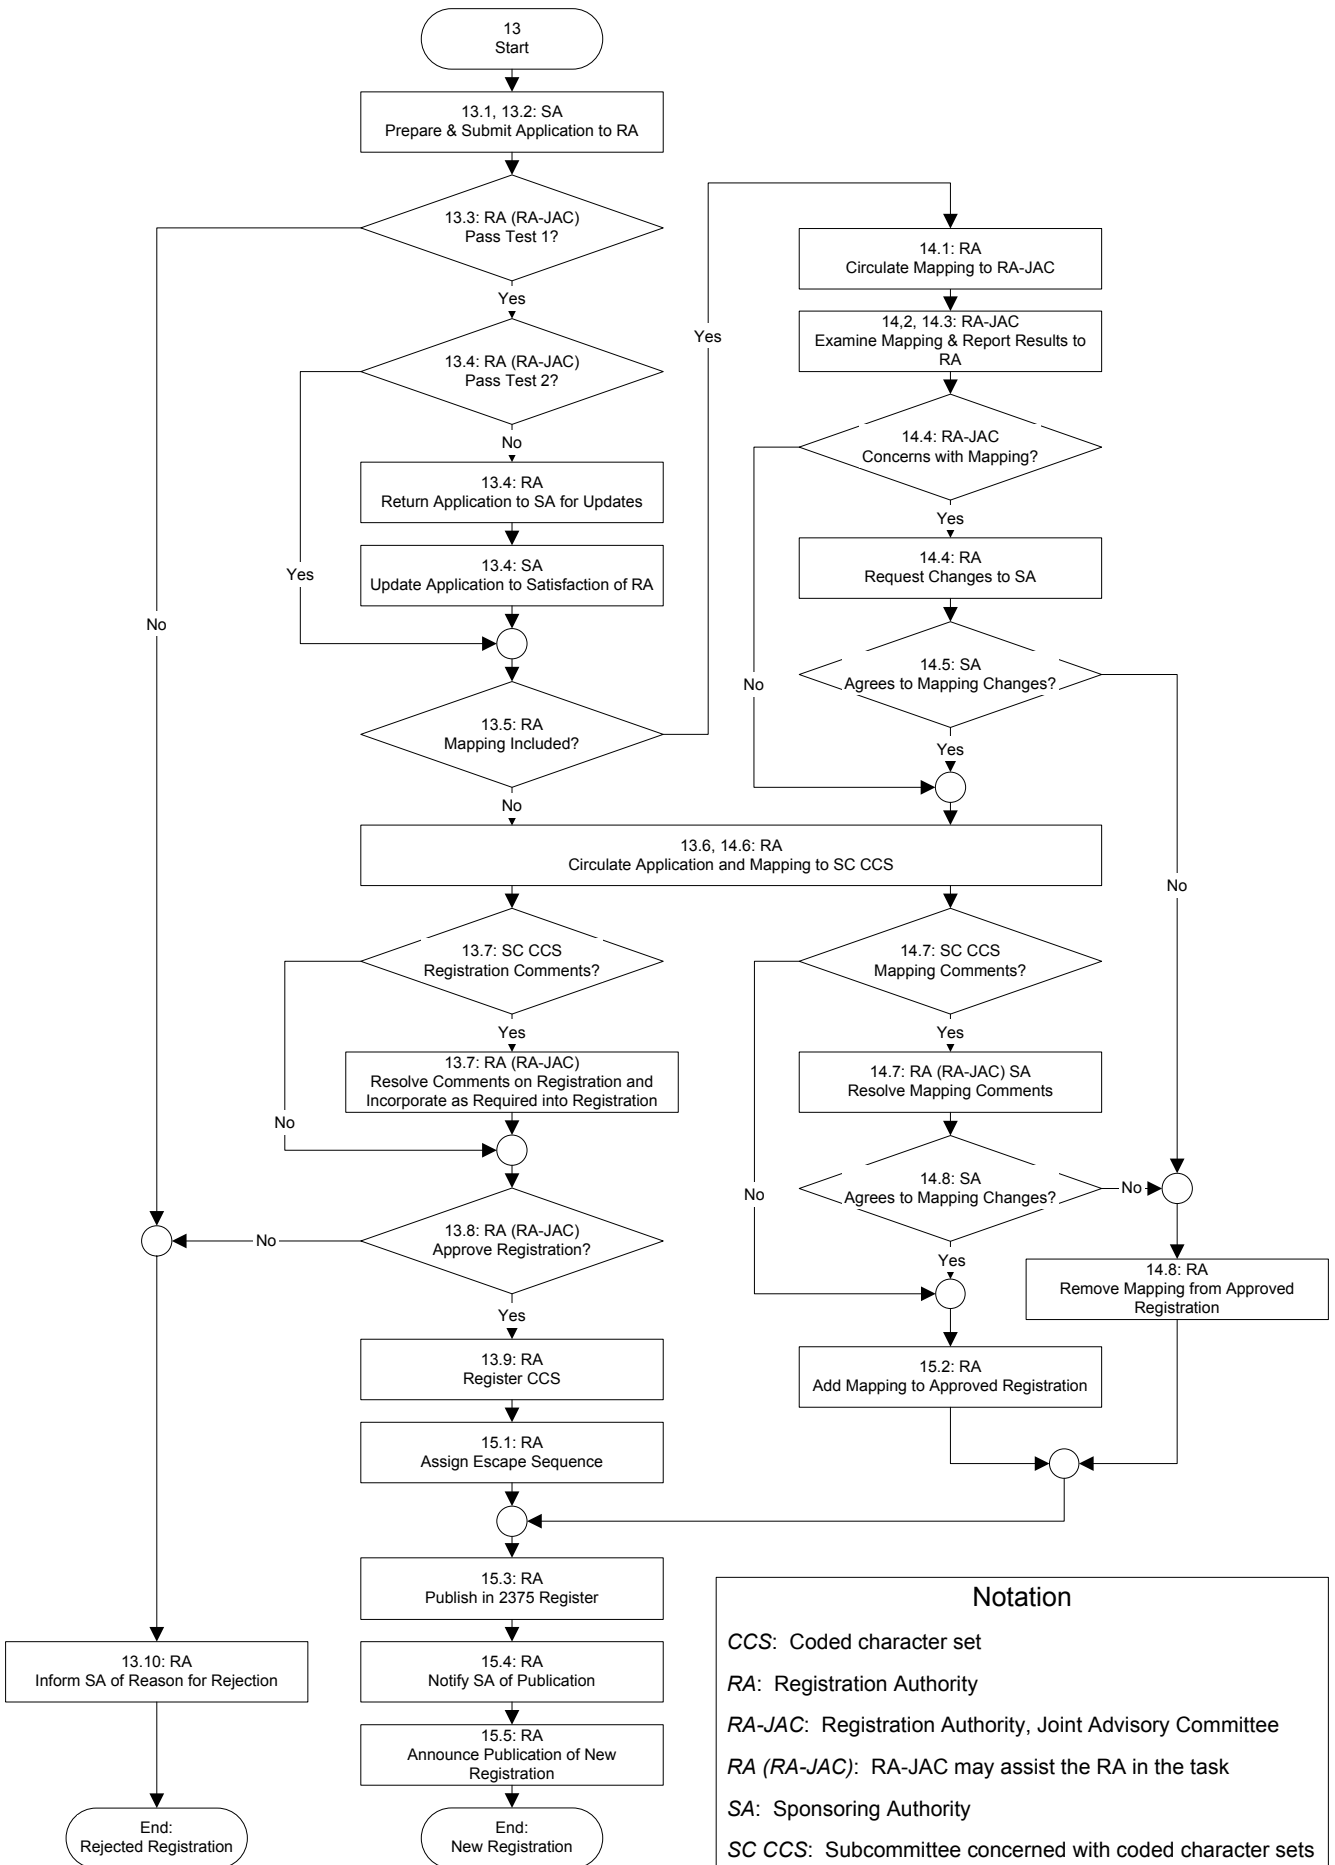 13
Start
13.1, 13.2: SA
Prepare & Submit Application to RA
13.3: RA (RA-JAC)
Pass Test 1?
Yes
No
13.4: RA (RA-JAC)
Pass Test 2?
No
Yes
13.4: RA
Return Application to SA for Updates
13.4: SA
Update Application to Satisfaction of RA
13.5: RA
Mapping Included?
Yes
No
14.1: RA
Circulate Mapping to RA-JAC
14,2, 14.3: RA-JAC
Examine Mapping & Report Results to
RA
14.4: RA-JAC
Concerns with Mapping?
No
Yes
14.4: RA
Request Changes to SA
14.5: SA
Agrees to Mapping Changes?
Yes
No
13.6, 14.6: RA
Circulate Application and Mapping to SC CCS
13.7: SC CCS
Registration Comments?
Yes
No
13.7: RA (RA-JAC)
Resolve Comments on Registration and
Incorporate as Required into Registration
14.7: SC CCS
Mapping Comments?
Yes
No
14.7: RA (RA-JAC) SA
Resolve Mapping Comments
14.8: SA
Agrees to Mapping Changes?
No
Yes
14.8: RA
Remove Mapping from Approved
Registration
15.2: RA
Add Mapping to Approved Registration
13.8: RA (RA-JAC)
Approve Registration?
No
Yes
13.9: RA
Register CCS
15.1: RA
Assign Escape Sequence
15.3: RA
Publish in 2375 Register
15.4: RA
Notify SA of Publication
15.5: RA
Announce Publication of New
Registration
End:
New Registration
13.10: RA
Inform SA of Reason for Rejection
End:
Rejected Registration
Notation
CCS: Coded character set
RA: Registration Authority
RA-JAC: Registration Authority, Joint Advisory Committee
RA (RA-JAC): RA-JAC may assist the RA in the task
SA: Sponsoring Authority
SC CCS: Subcommittee concerned with coded character sets